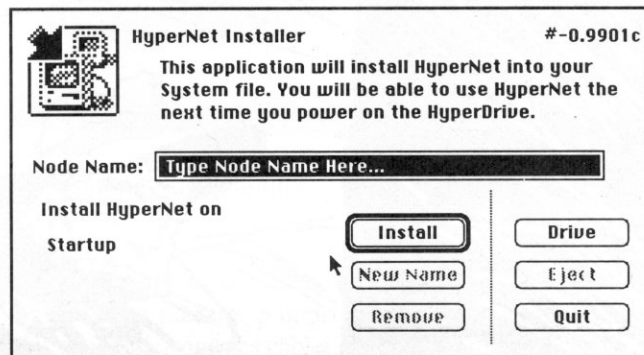 HyperNet Installer #-0.9901c
This application will install HyperNet into your
System file. You will be able to use HyperNet the
next time you power on the HyperDrive.
Node Name: Type Node Name Here...
Install HyperNet on
Startup
Install Drive
New Name Eject
Remove Quit